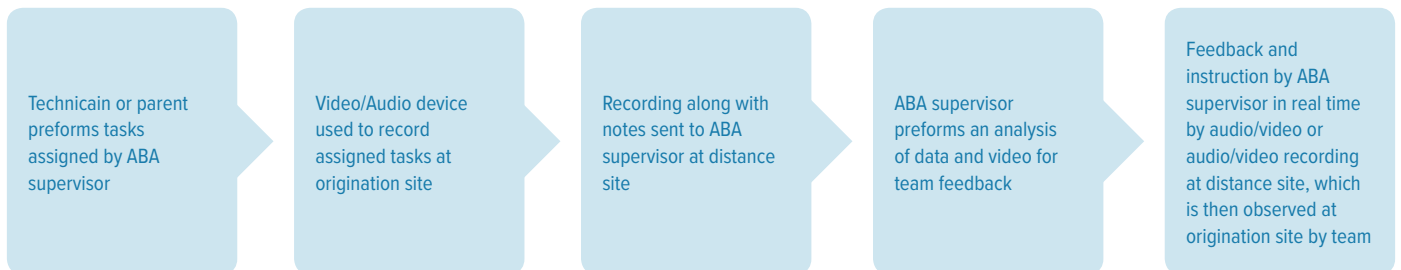 Technicain or parent
preforms tasks
assigned by ABA
supervisor
Video/Audio device
used to record
assigned tasks at
origination site
Recording along with
notes sent to ABA
supervisor at distance
site
ABA supervisor
preforms an analysis
of data and video for
team feedback
Feedback and
instruction by ABA
supervisor in real time
by audio/video or
audio/video recording
at distance site, which
is then observed at
origination site by team